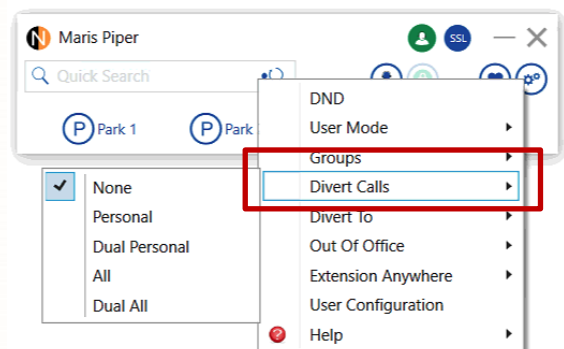 Maris Piper
SSL
Quick Search
P Park 1
P Park
DND
User Mode
Groups
Divert Calls
Divert To
Out Of Office
Extension Anywhere
User Configuration
? Help
None
Personal
Dual Personal
All
Dual All